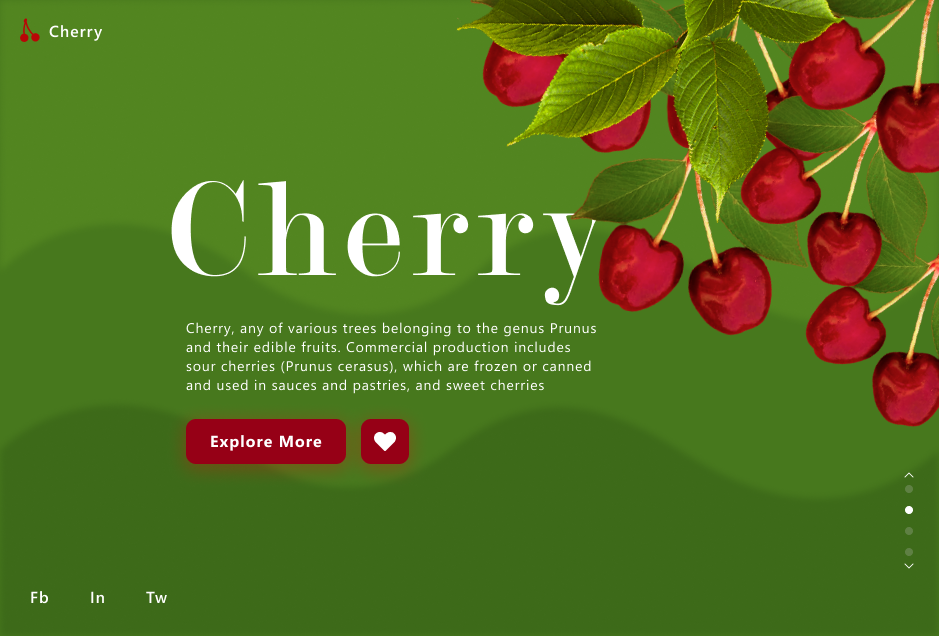 Cherry
Cherry
Cherry, any of various trees belonging to the genus Prunus
and their edible fruits. Commercial production includes
sour cherries (Prunus cerasus), which are frozen or canned
and used in sauces and pastries, and sweet cherries
Explore More
Fb In Tw